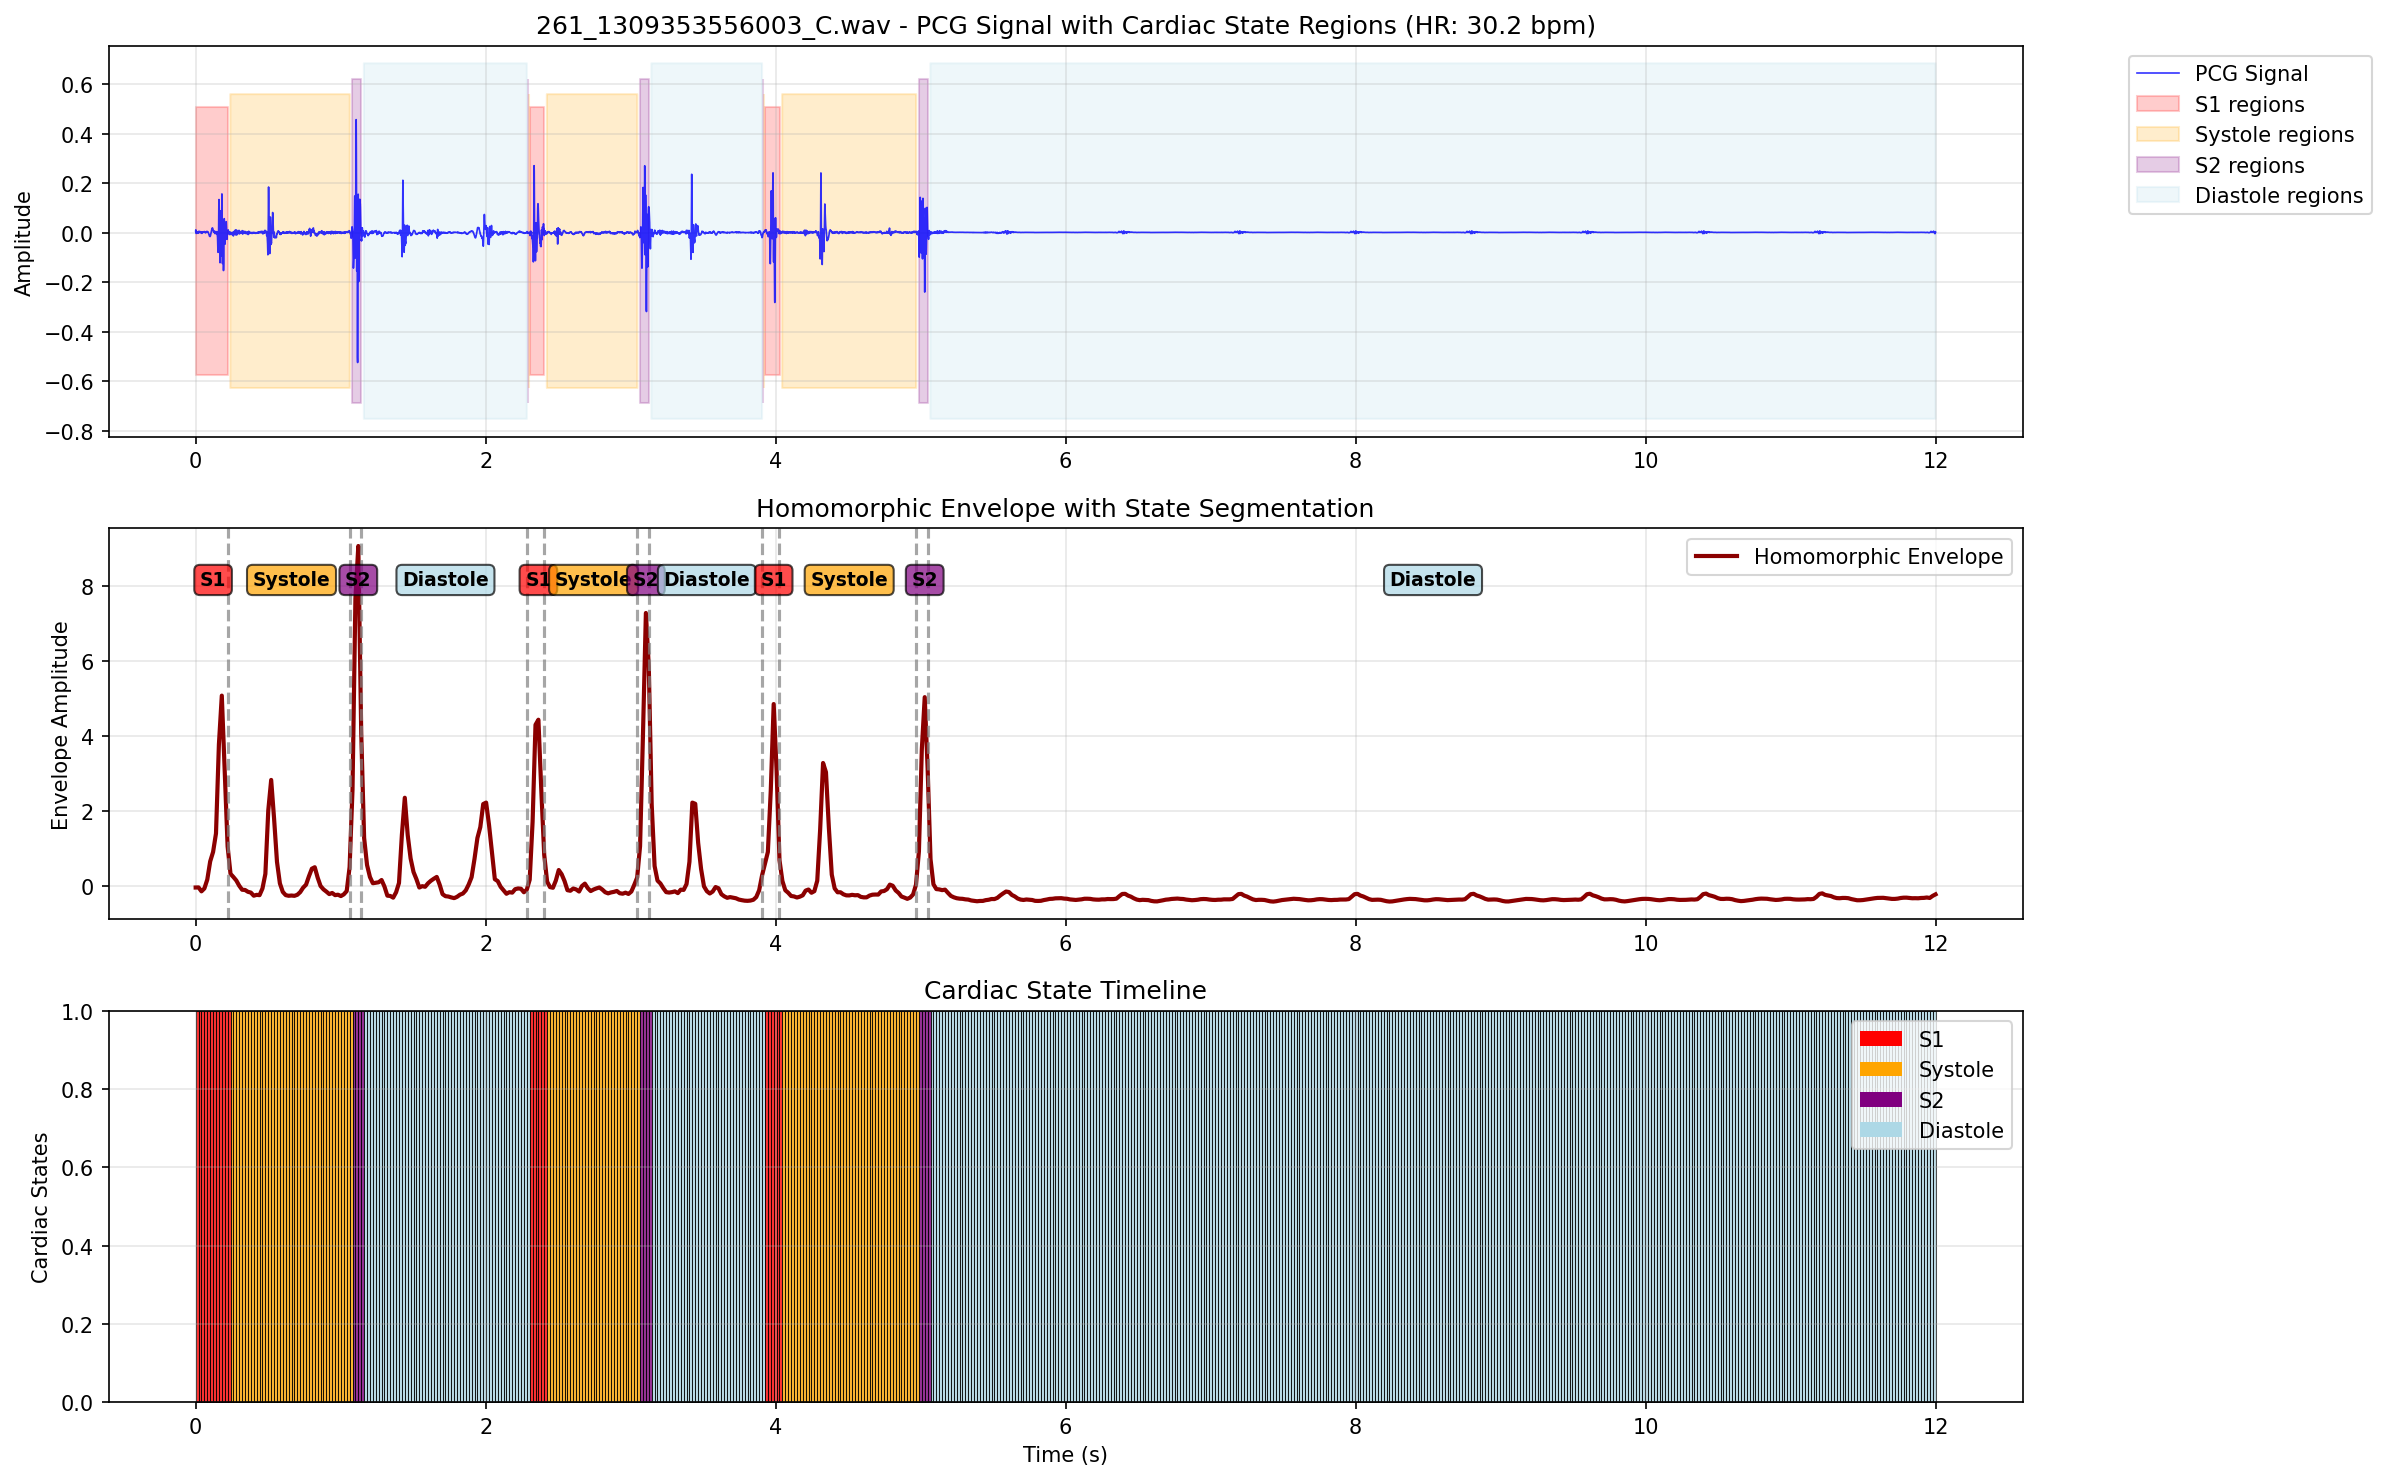 261_1309353556003_C.wav - PCG Signal with Cardiac State Regions (HR: 30.2 bpm)
Amplitude
0.6
0.4
0.2
0.0
−0.2
−0.4
−0.6
−0.8
0 2 4 6 8 10 12
PCG Signal
S1 regions
Systole regions
S2 regions
Diastole regions
Homomorphic Envelope with State Segmentation
Envelope Amplitude
8
6
4
2
0
S1 Systole S2 Diastole S1 Systole S2 Diastole S1 Systole S2 Diastole
Homomorphic Envelope
0 2 4 6 8 10 12
Cardiac State Timeline
Cardiac States
1.0
0.8
0.6
0.4
0.2
0.0
S1
Systole
S2
Diastole
0 2 4 6 8 10 12
Time (s)